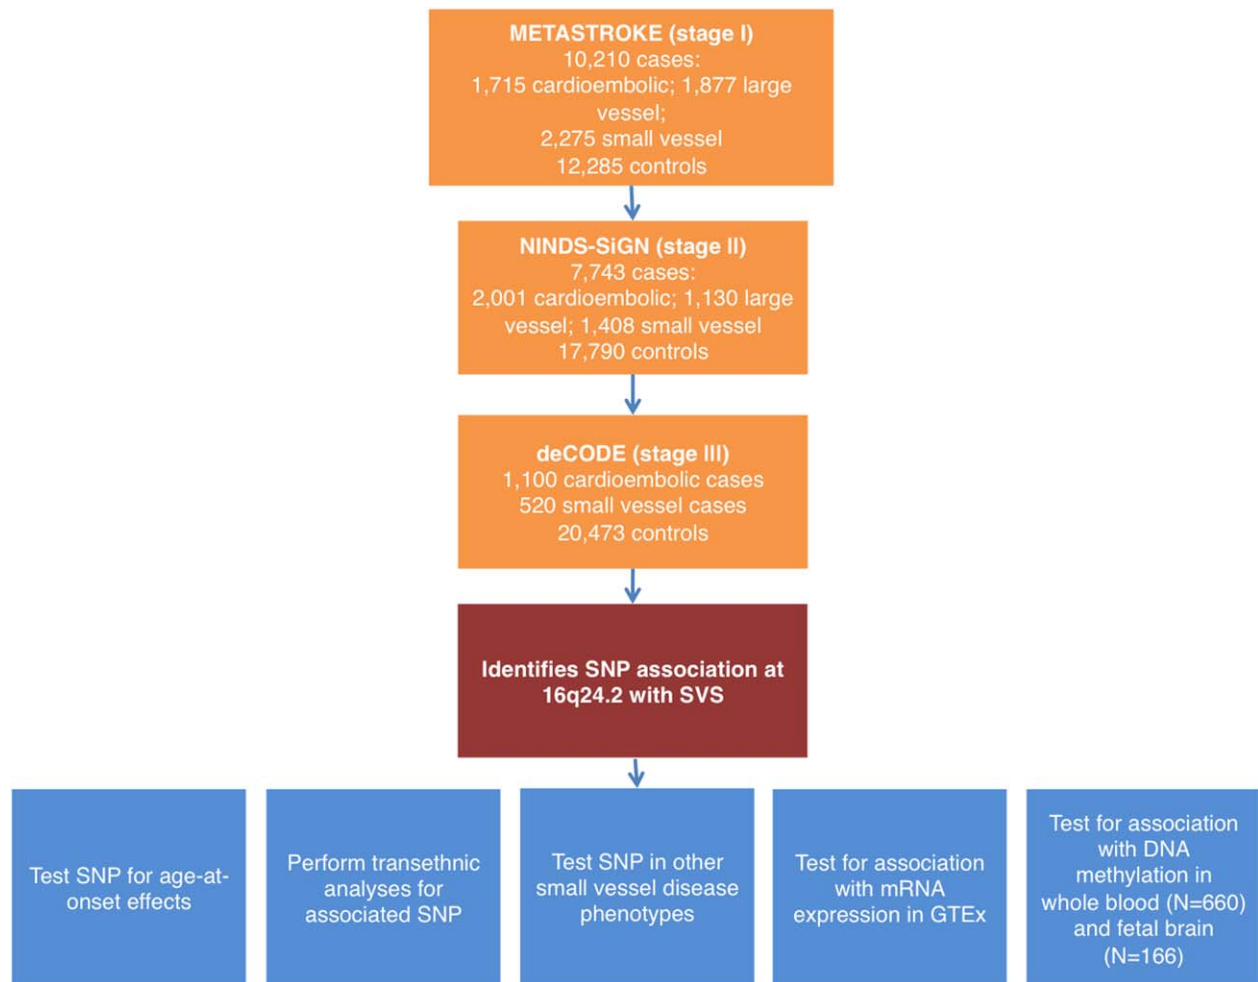 METASTROKE (stage I)
10,210 cases:
1,715 cardioembolic; 1,877 large
vessel;
2,275 small vessel
12,285 controls
NINDS-SiGN (stage II)
7,743 cases:
2,001 cardioembolic; 1,130 large
vessel; 1,408 small vessel
17,790 controls
deCODE (stage III)
1,100 cardioembolic cases
520 small vessel cases
20,473 controls
Identifies SNP association at
16q24.2 with SVS
Test SNP for age-at-
onset effects
Perform transethnic
analyses for
associated SNP
Test SNP in other
small vessel disease
phenotypes
Test for association
with mRNA
expression in GTEx
Test for association
with DNA
methylation in
whole blood (N=660)
and fetal brain
(N=166)